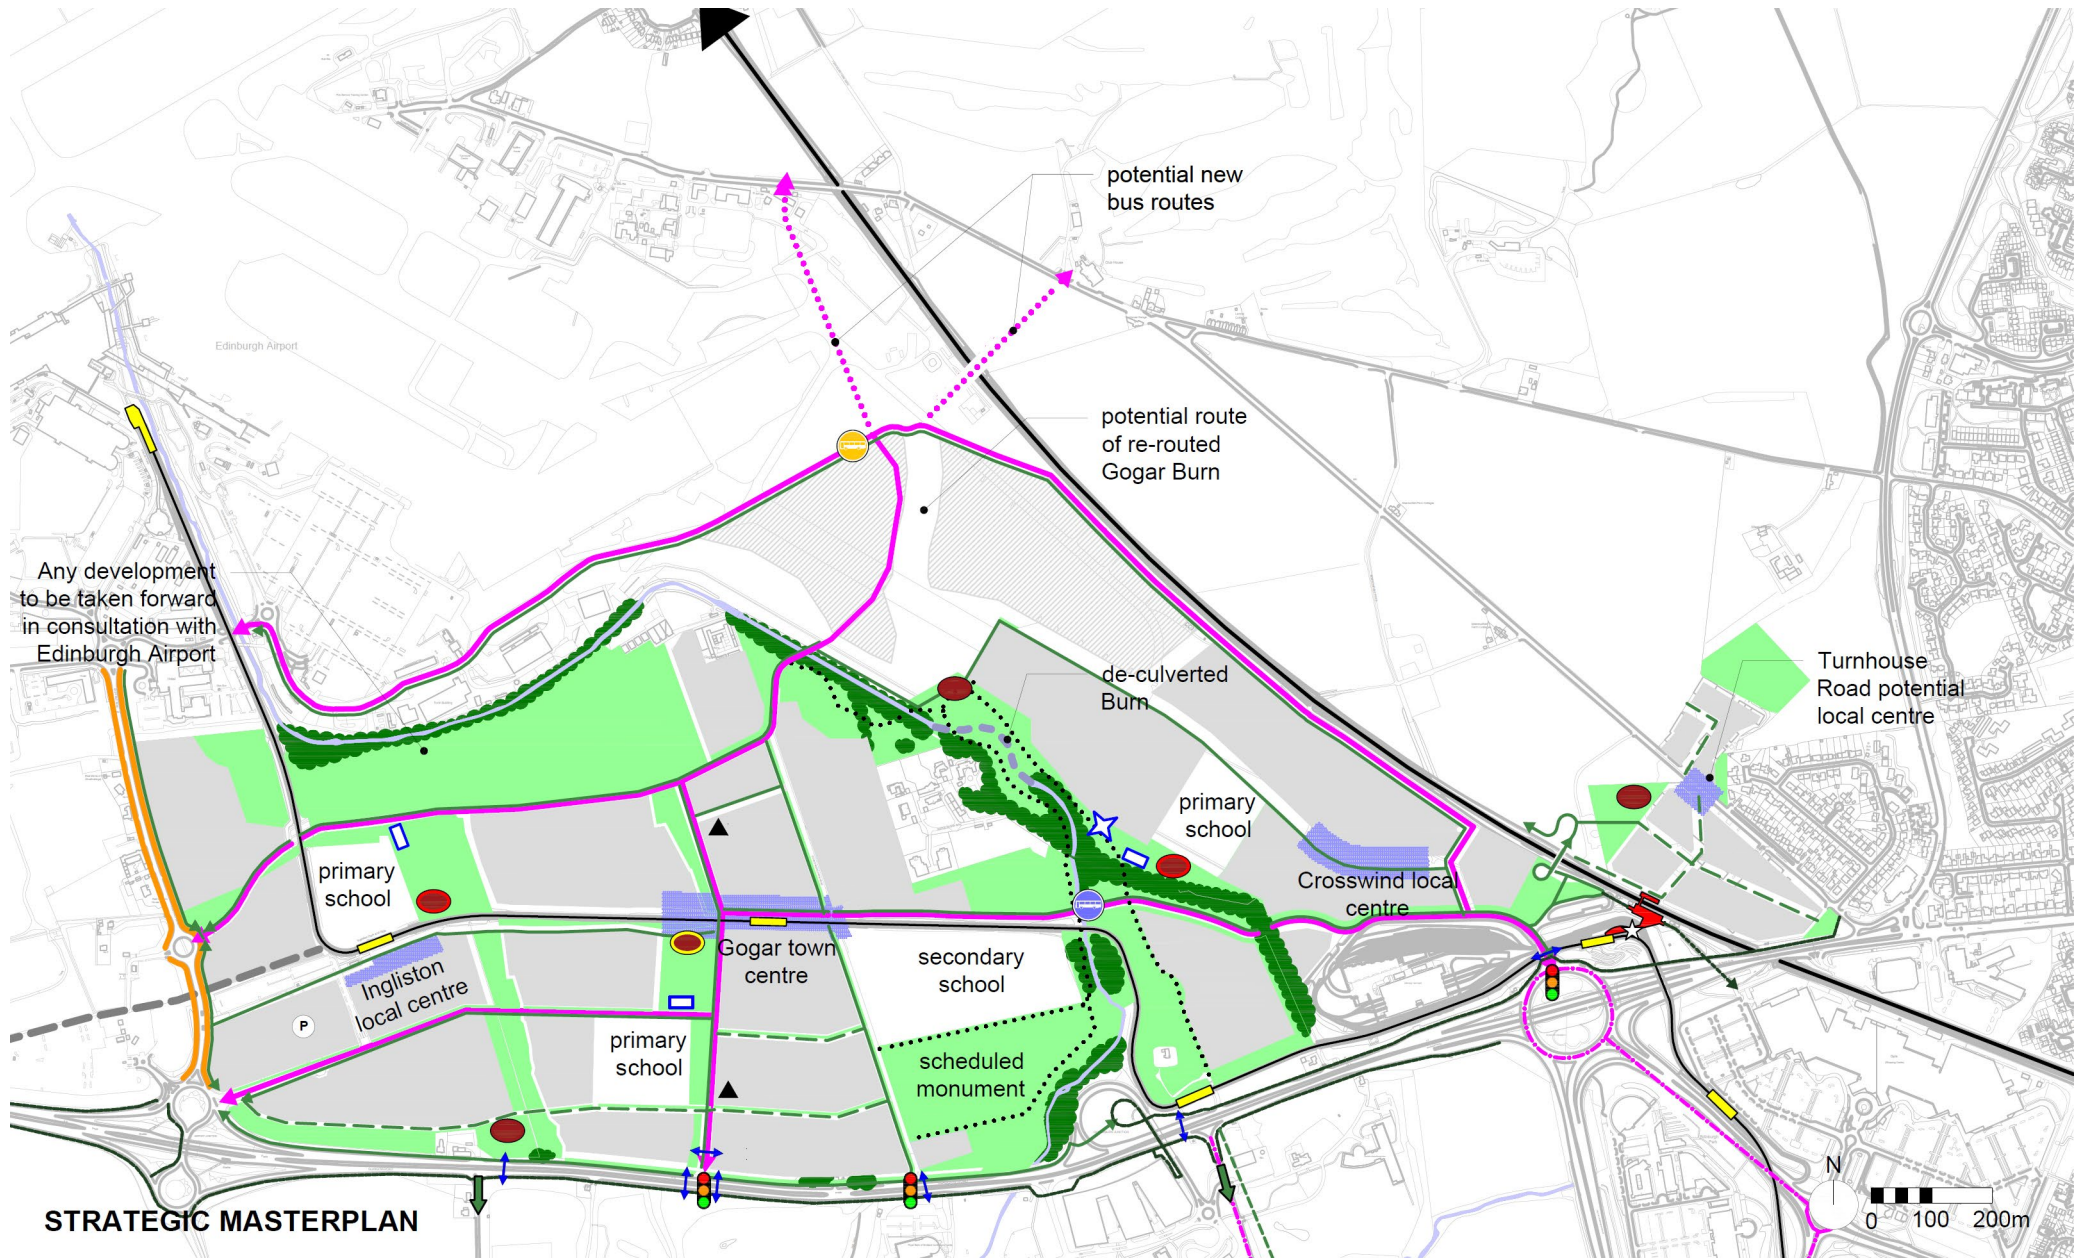 potential new
bus routes
Edinburgh Airport
potential route
of re-routed
Gogar Burn
Any development
to be taken forward
in consultation with
Edinburgh Airport
de-culverted
Burn
Turnhouse
Road potential
local centre
primary
school
primary
school
Crosswind local
centre
Gogar town
centre
secondary
school
Ingliston
local centre
P
primary
school
scheduled
monument
N
0 100 200m
STRATEGIC MASTERPLAN